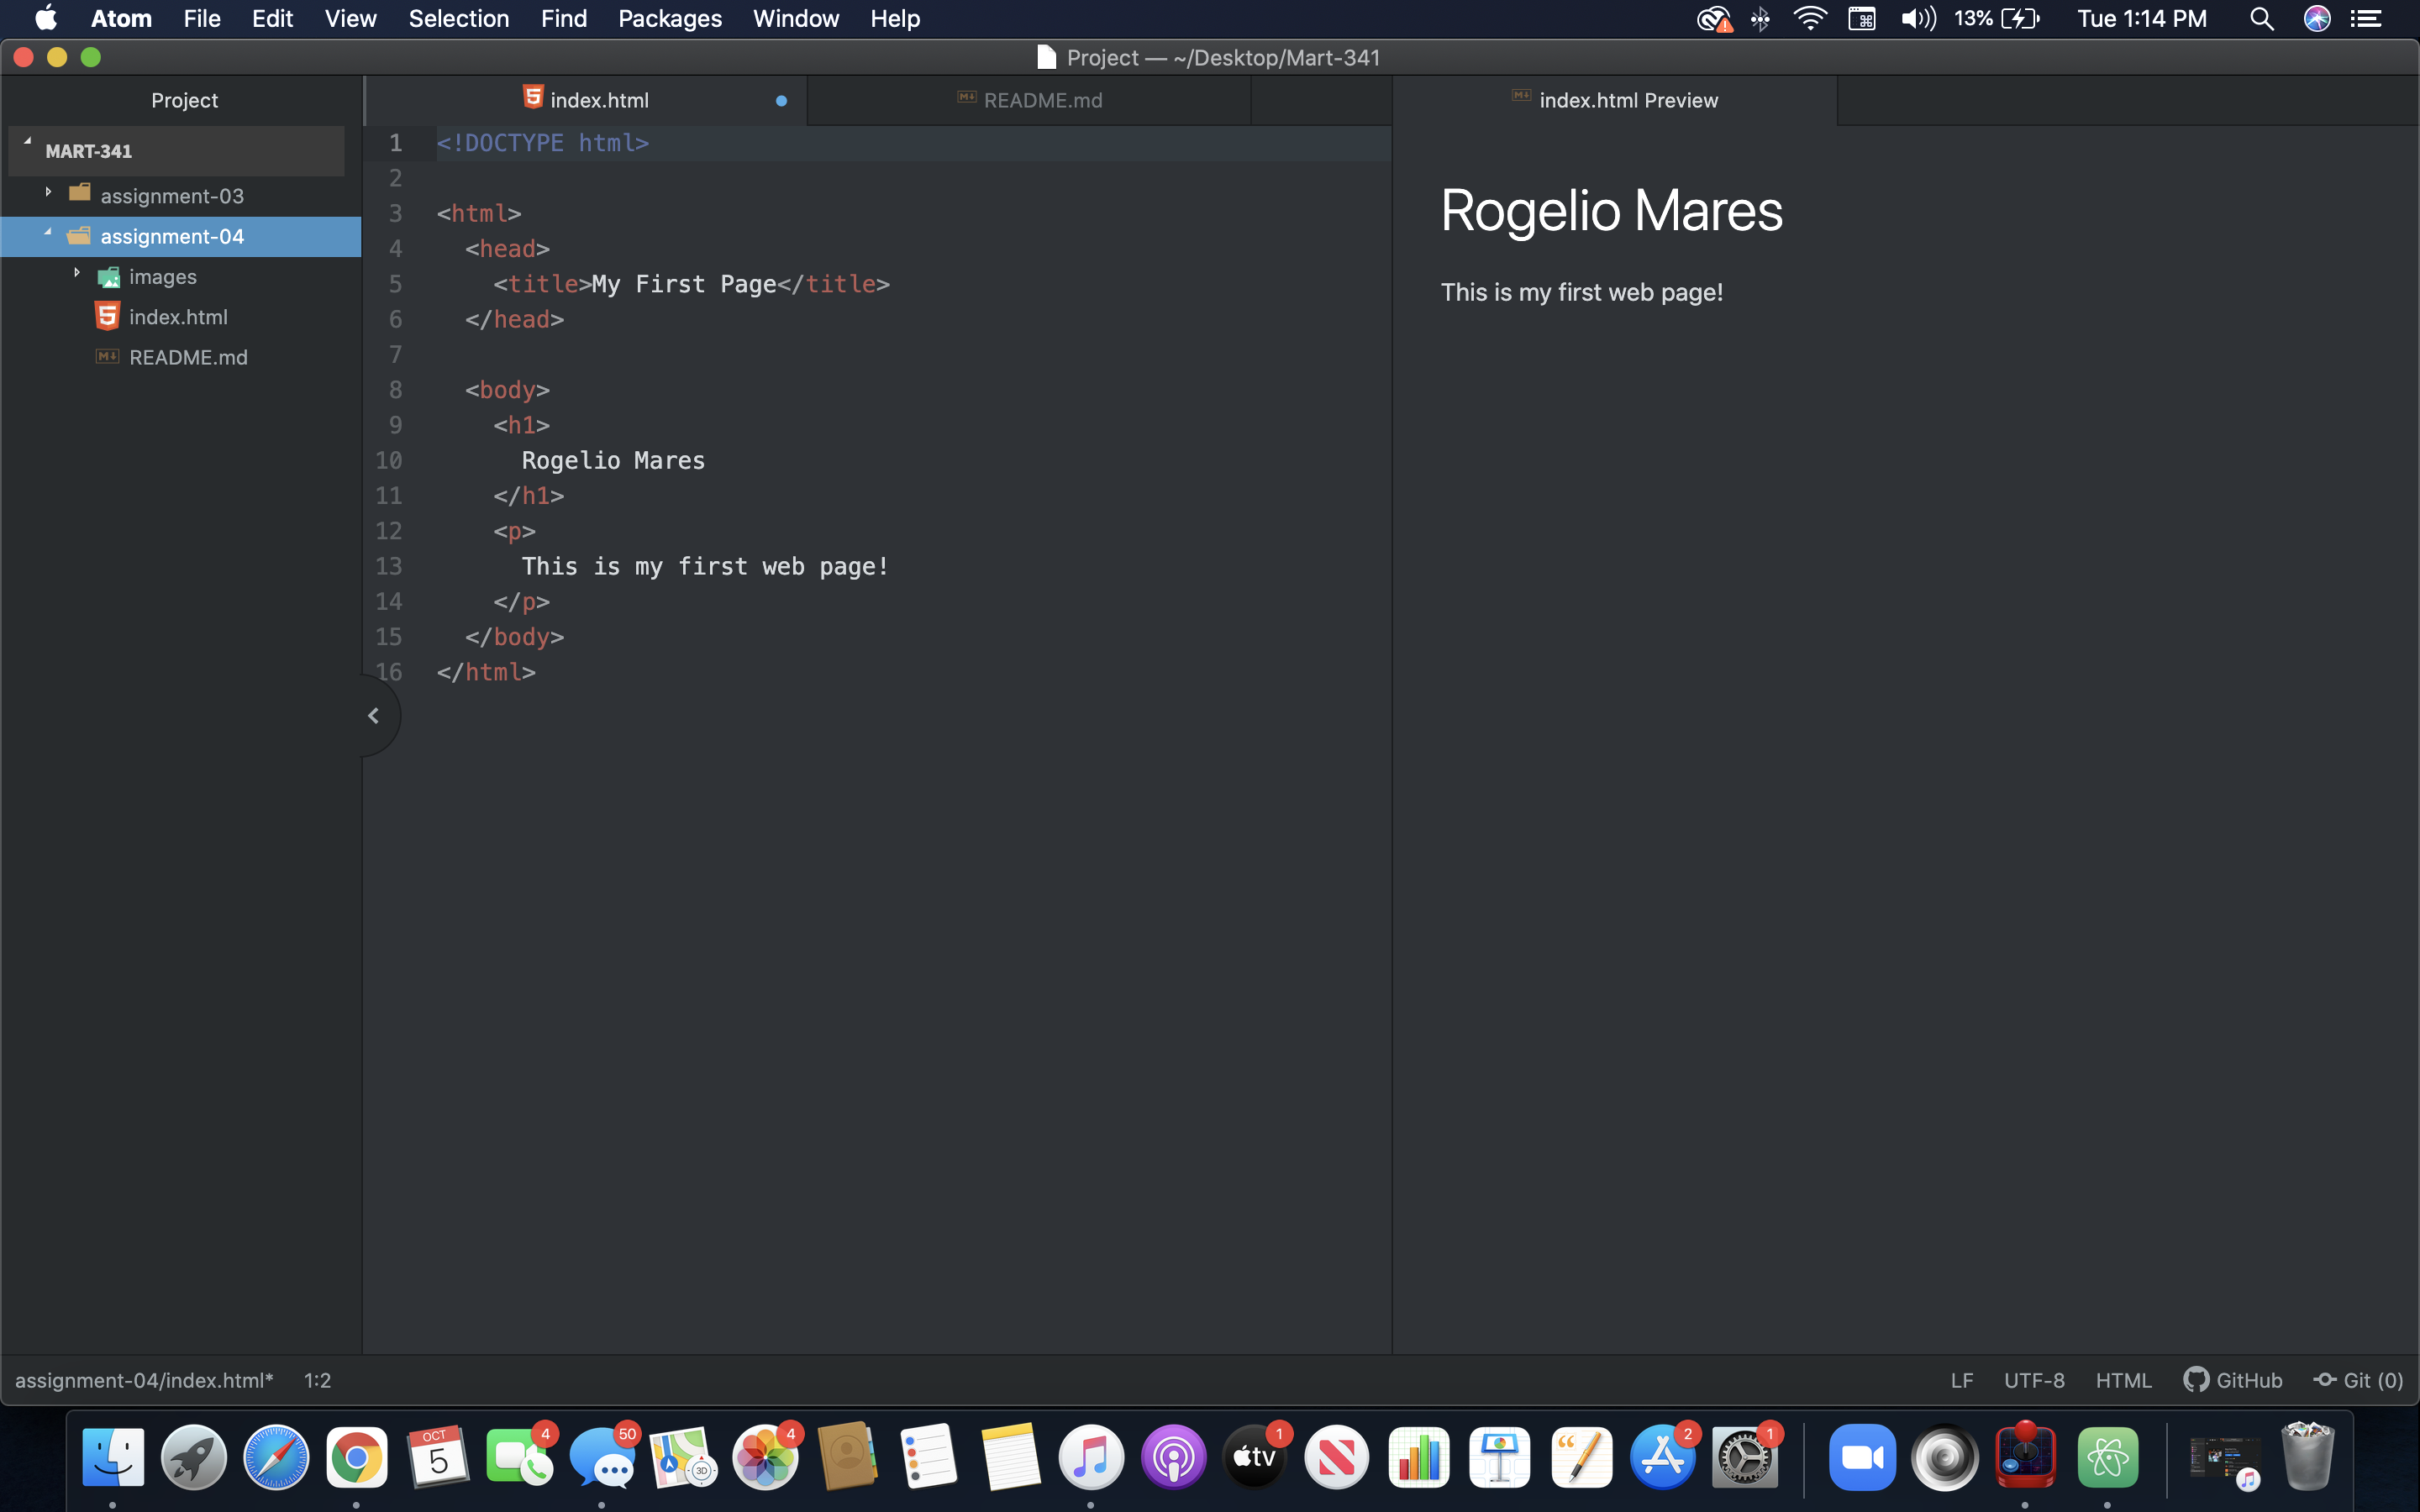 Atom File Edit View Selection Find Packages Window Help 13% Tue 1:14 PM
Project — ~/Desktop/Mart-341
Project index.html README.md index.html Preview
MART-341
assignment-03
assignment-04
images
index.html
README.md
1 <!DOCTYPE html>
2
3 <html>
4 <head>
5 <title>My First Page</title>
6 </head>
7
8 <body>
9 <h1>
10 Rogelio Mares
11 </h1>
12 <p>
13 This is my first web page!
14 </p>
15 </body>
16 </html>
Rogelio Mares
This is my first web page!
assignment-04/index.html* 1:2 LF UTF-8 HTML GitHub Git (0)
OCT
5
4
50
3D
4
tv
1
2
1